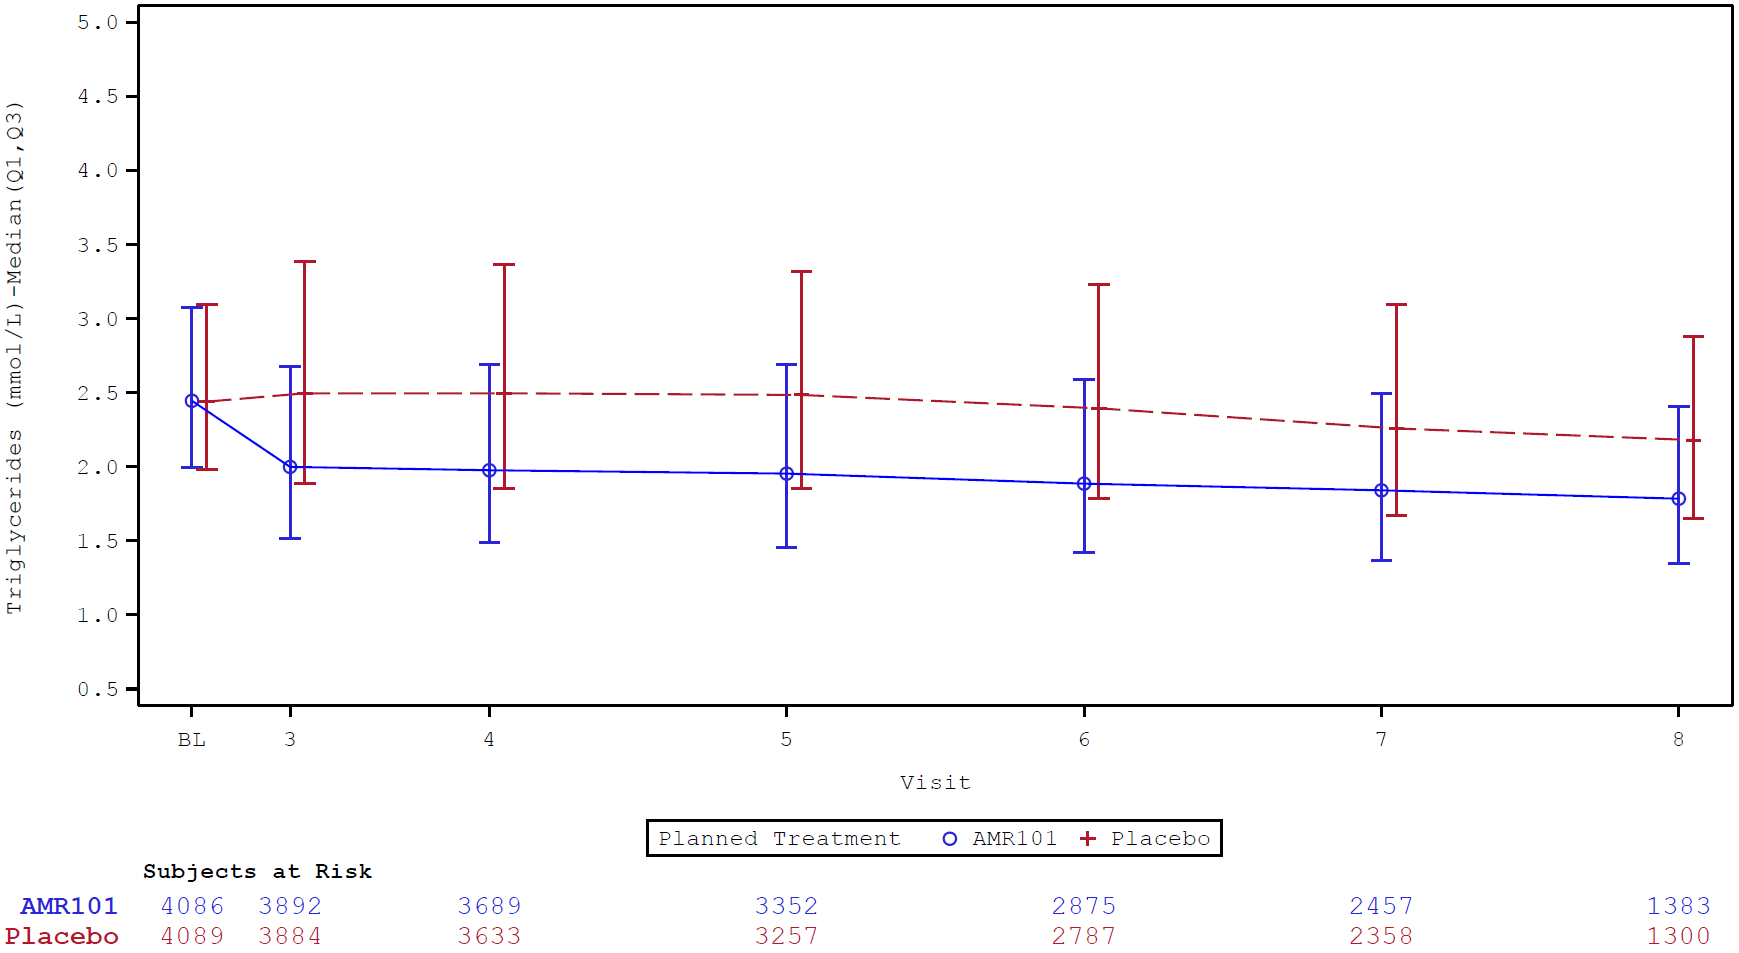 Triglycerides (mmol/L)-Median(Q1,Q3)
5.0
4.5
4.0
3.5
3.0
2.5
2.0
1.5
1.0
0.5
BL 3 4 5 6 7 8
Visit
Planned Treatment AMR101 Placebo
Subjects at Risk
AMR101 4086 3892 3689 3352 2875 2457 1383
Placebo 4089 3884 3633 3257 2787 2358 1300